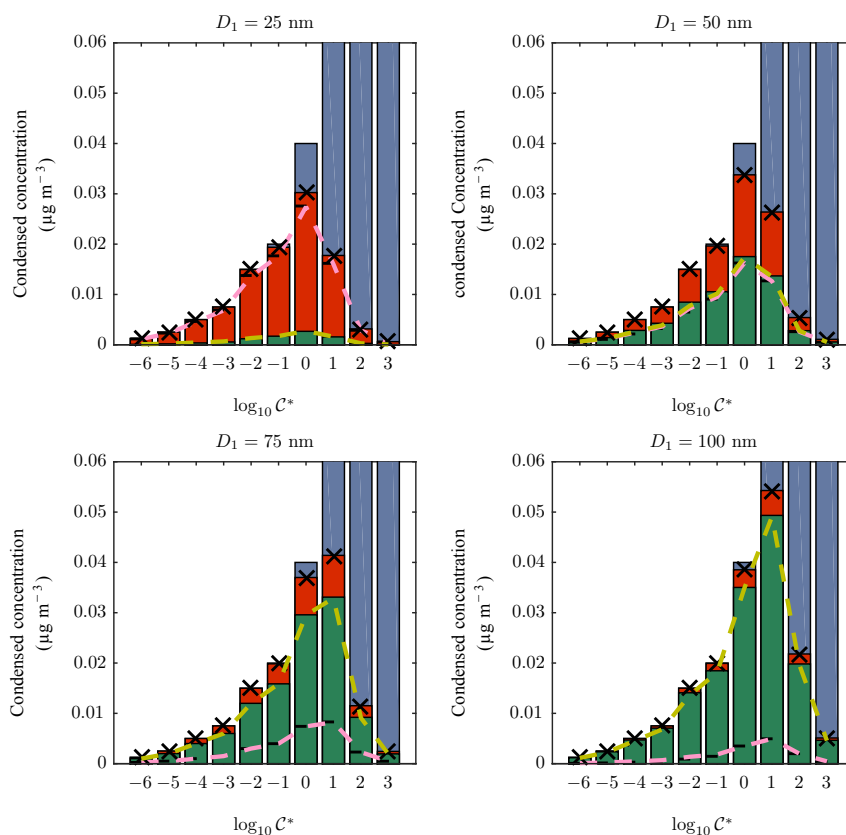 D₁ = 25 nm
0.06
0.05
0.04
0.03
0.02
0.01
0
Condensed concentration
(µg m⁻³)
−6 −5 −4 −3 −2 −1 0 1 2 3
log₁₀ C*
D₁ = 50 nm
0.06
0.05
0.04
0.03
0.02
0.01
0
condensed Concentration
(µg m⁻³)
−6 −5 −4 −3 −2 −1 0 1 2 3
log₁₀ C*
D₁ = 75 nm
0.06
0.05
0.04
0.03
0.02
0.01
0
Condensed concentration
(µg m⁻³)
−6 −5 −4 −3 −2 −1 0 1 2 3
log₁₀ C*
D₁ = 100 nm
0.06
0.05
0.04
0.03
0.02
0.01
0
Condensed concentration
(µg m⁻³)
−6 −5 −4 −3 −2 −1 0 1 2 3
log₁₀ C*